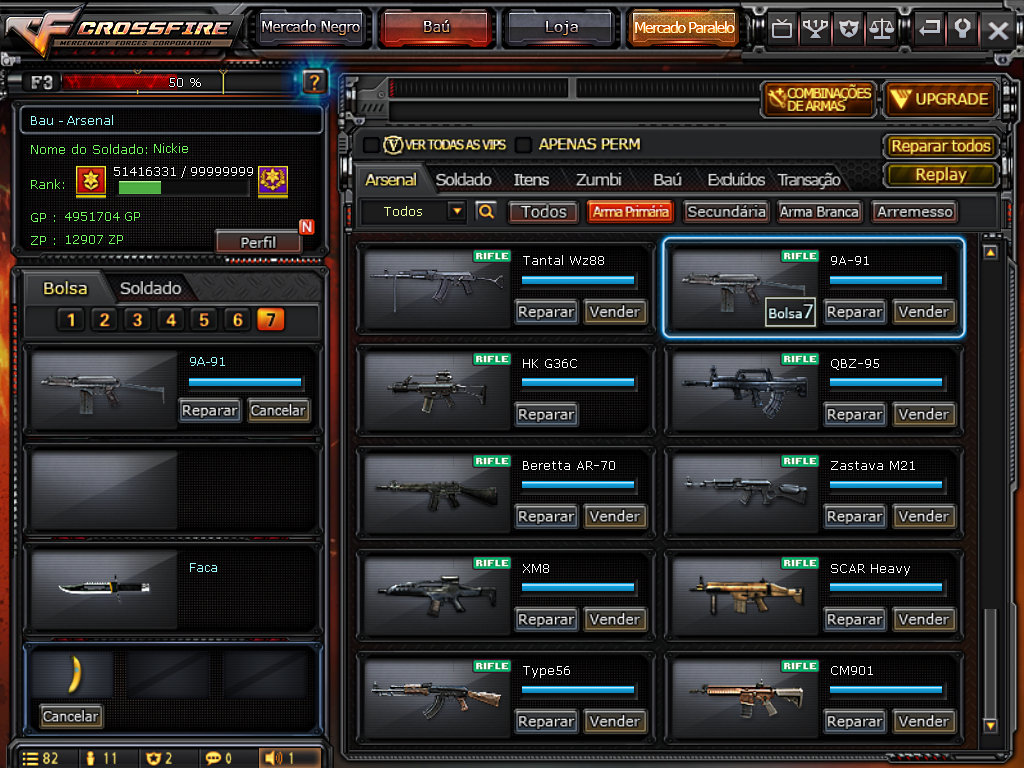 CROSSFIRE
MERCENARY FORCES CORPORATION
Mercado Negro
Baú
Loja
Mercado Paralelo
F3
50 %
?
Bau - Arsenal
Nome do Soldado: Nickie
Rank:
51416331 / 99999999
GP : 4951704 GP
ZP : 12907 ZP
Perfil
N
Bolsa
Soldado
1 2 3 4 5 6 7
9A-91
Reparar
Cancelar
Faca
Cancelar
82
11
2
0
1
COMBINAÇÕES
DE ARMAS
UPGRADE
V VER TODAS AS VIPS
APENAS PERM
Reparar todos
Replay
Arsenal
Soldado
Itens
Zumbi
Baú
Excluídos
Transação
Todos
Todos
Arma Primária
Secundária
Arma Branca
Arremesso
RIFLE
Tantal Wz88
Reparar
Vender
RIFLE
9A-91
Bolsa7
Reparar
Vender
RIFLE
HK G36C
Reparar
RIFLE
QBZ-95
Reparar
Vender
RIFLE
Beretta AR-70
Reparar
Vender
RIFLE
Zastava M21
Reparar
Vender
RIFLE
XM8
Reparar
Vender
RIFLE
SCAR Heavy
Reparar
Vender
RIFLE
Type56
Reparar
Vender
RIFLE
CM901
Reparar
Vender